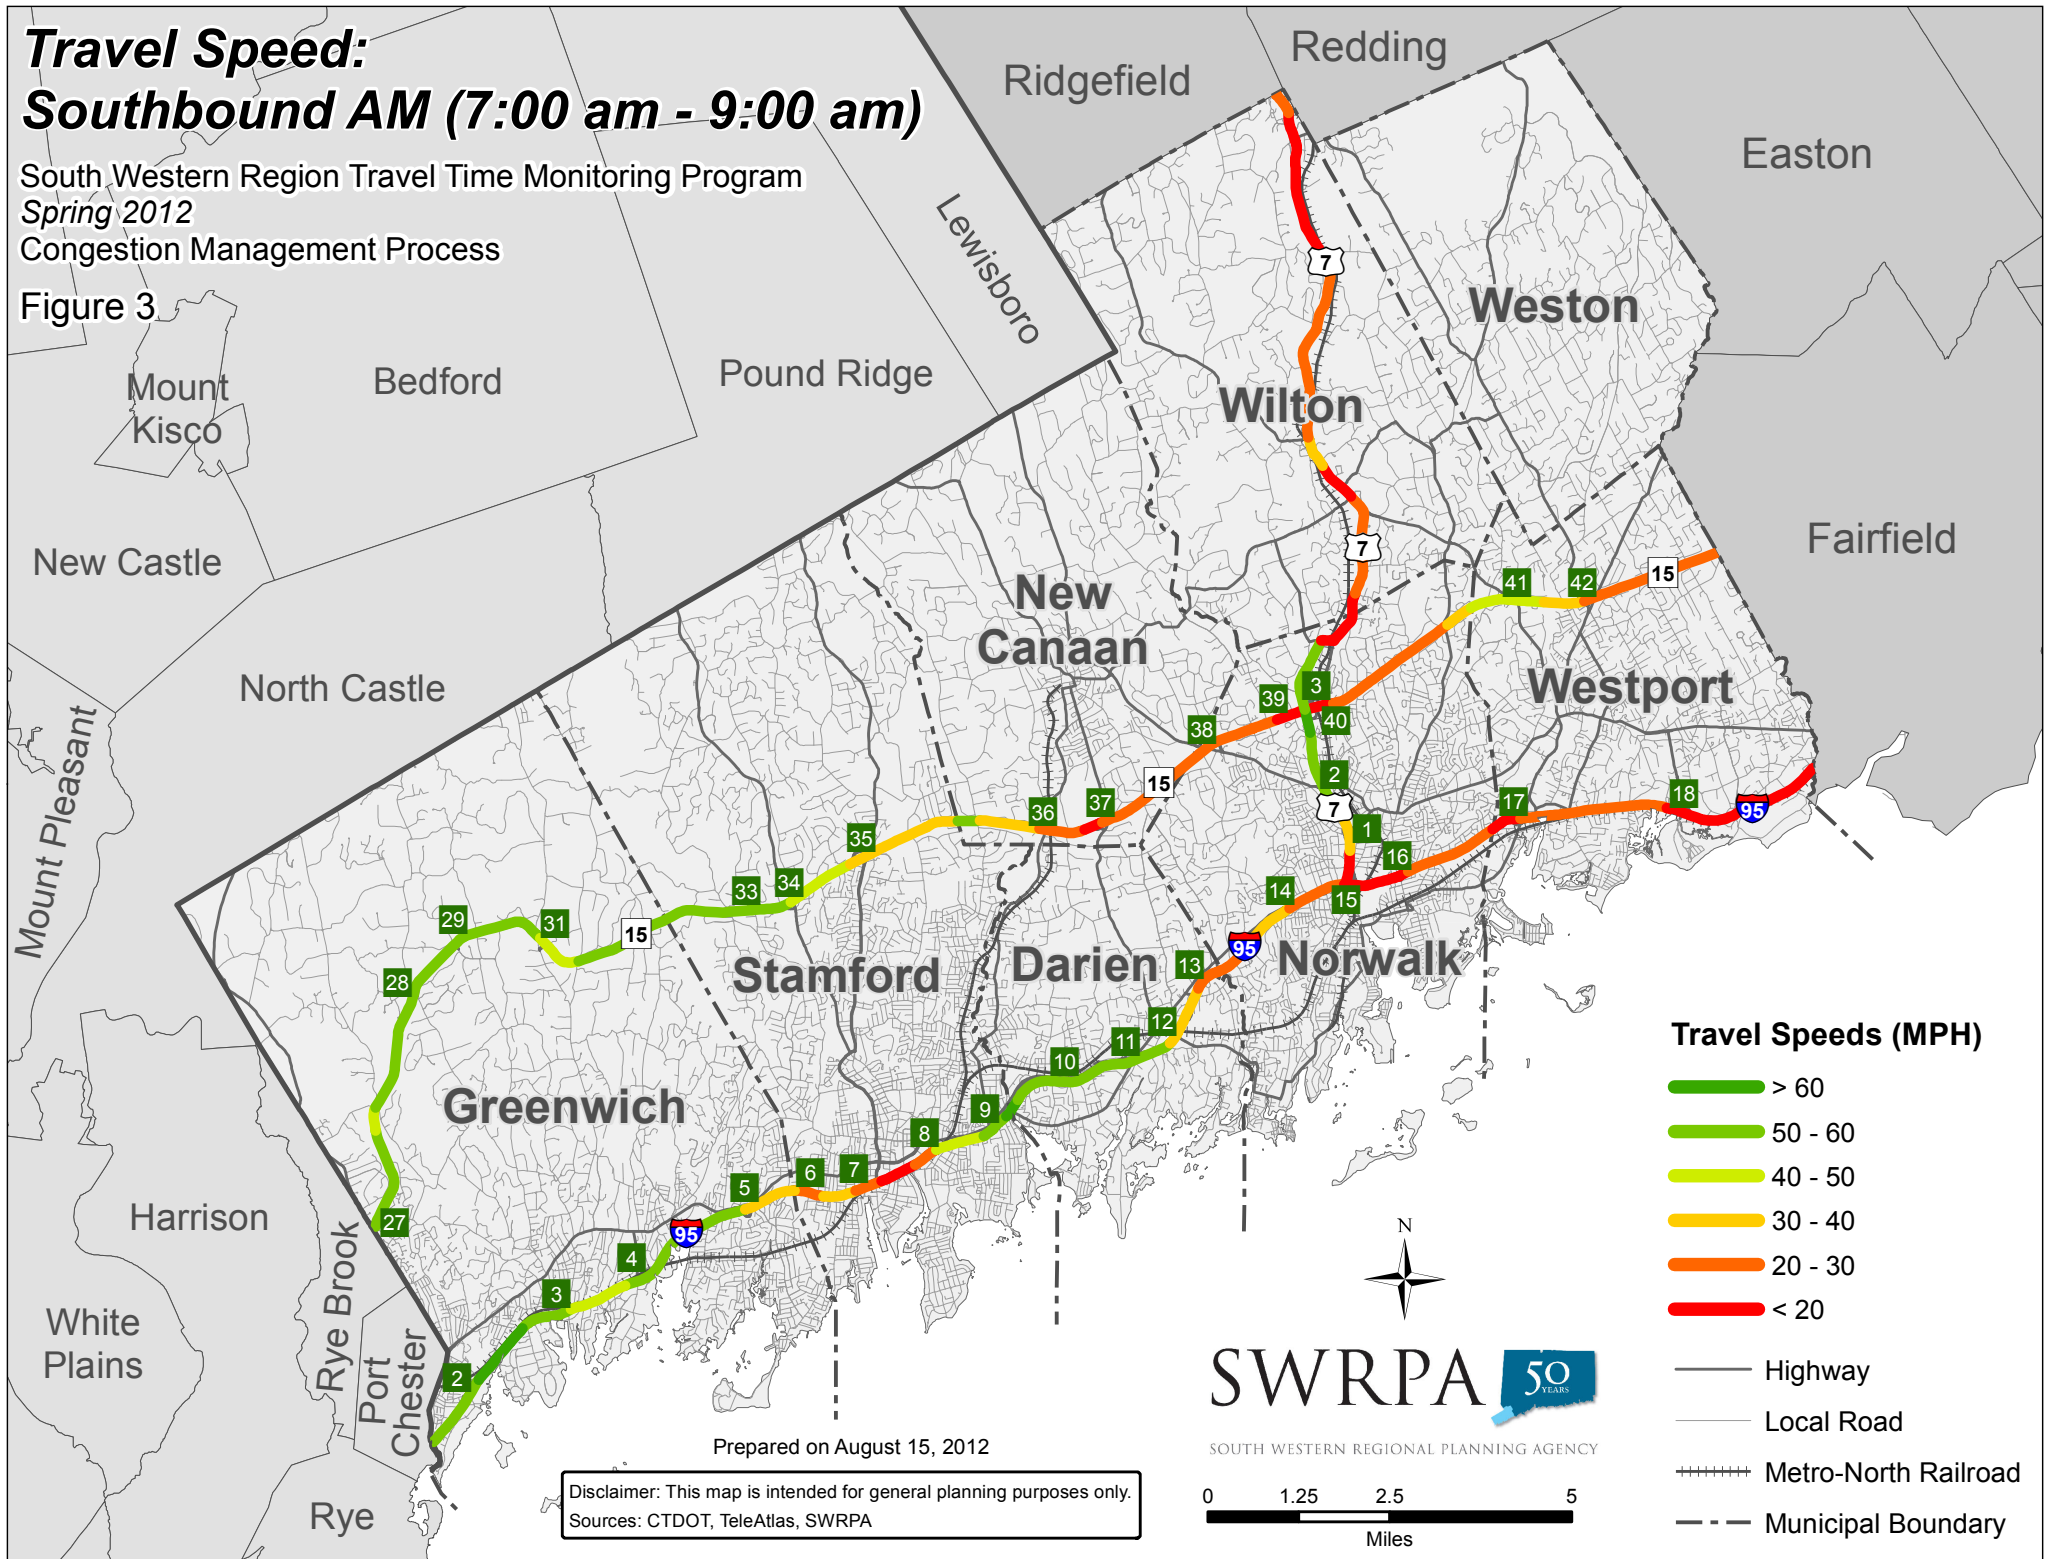 Travel Speed:
Southbound AM (7:00 am - 9:00 am)
South Western Region Travel Time Monitoring Program
Spring 2012
Congestion Management Process
Figure 3
Ridgefield
Redding
Easton
Lewisboro
Mount
Kisco
Bedford
Pound Ridge
7
Weston
Wilton
New Castle
7
Fairfield
New
Canaan
41
42
15
North Castle
Westport
39
3
40
38
Mount Pleasant
2
15
7
36
37
17
18
95
1
35
16
33
34
14
15
29
31
15
95
Stamford
Darien
Norwalk
28
13
12
11
10
Greenwich
9
8
6
7
5
27
Harrison
95
4
3
Rye Brook
White
Plains
2
Port
Chester
Rye
Travel Speeds (MPH)
> 60
50 - 60
40 - 50
30 - 40
20 - 30
< 20
Highway
Local Road
Metro-North Railroad
Municipal Boundary
N
SWRPA
50
YEARS
SOUTH WESTERN REGIONAL PLANNING AGENCY
Prepared on August 15, 2012
Disclaimer: This map is intended for general planning purposes only.
Sources: CTDOT, TeleAtlas, SWRPA
0 1.25 2.5 5
Miles